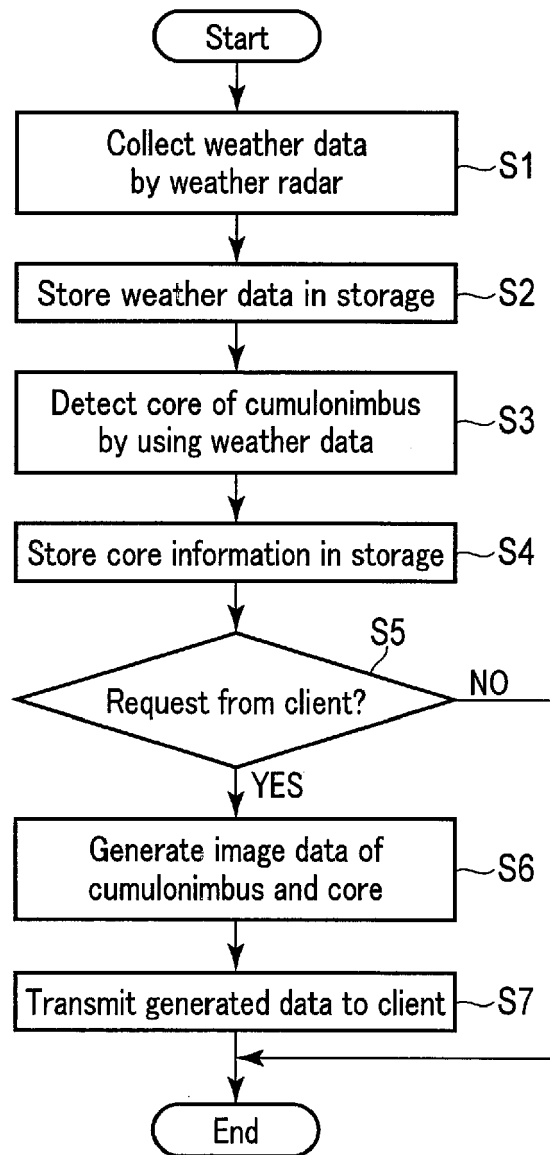 Start
Collect weather data
by weather radar
S1
Store weather data in storage
S2
Detect core of cumulonimbus
by using weather data
S3
Store core information in storage
S4
S5
Request from client?
NO
YES
Generate image data of
cumulonimbus and core
S6
Transmit generated data to client
S7
End